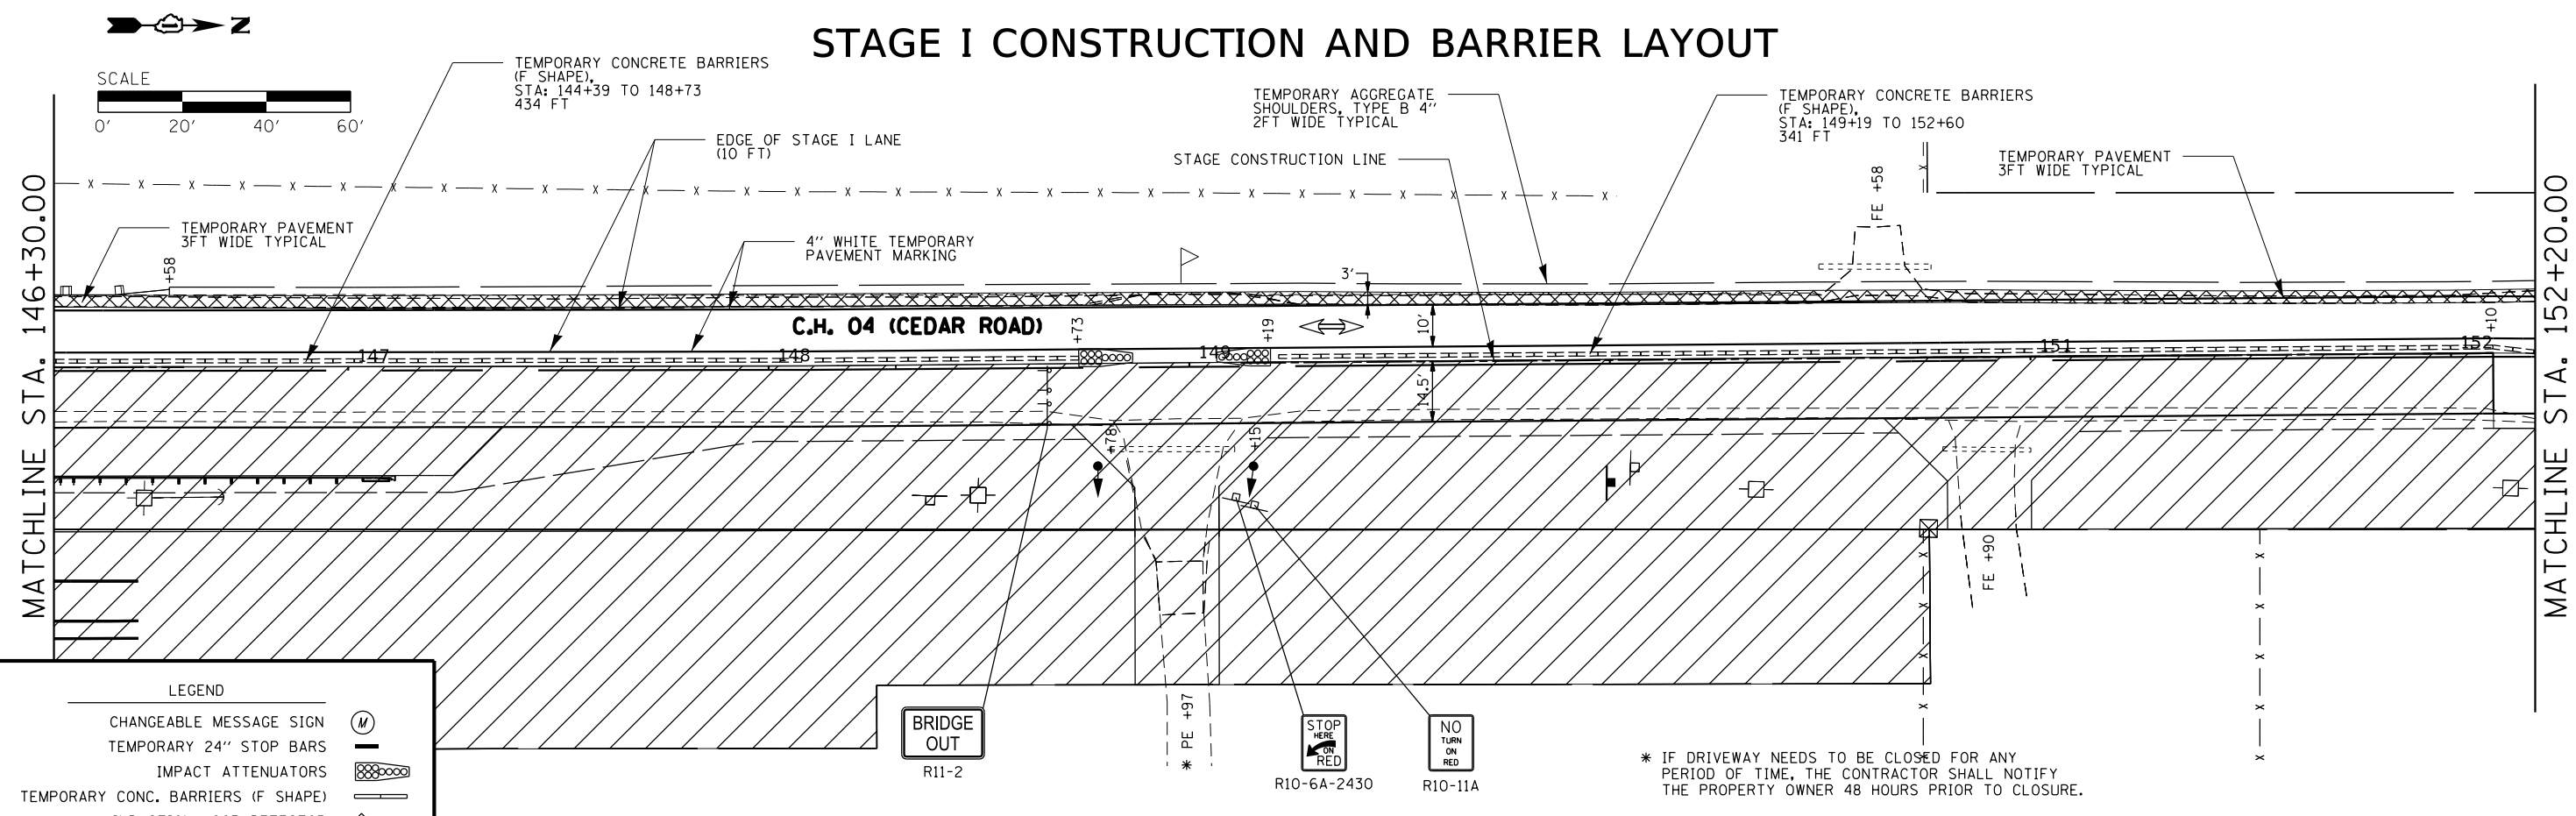 STAGE I CONSTRUCTION AND BARRIER LAYOUT
N
SCALE
0' 20' 40' 60'
TEMPORARY CONCRETE BARRIERS
(F SHAPE),
STA: 144+39 TO 148+73
434 FT
EDGE OF STAGE I LANE
(10 FT)
TEMPORARY AGGREGATE
SHOULDERS, TYPE B 4''
2FT WIDE TYPICAL
STAGE CONSTRUCTION LINE
TEMPORARY CONCRETE BARRIERS
(F SHAPE),
STA: 149+19 TO 152+60
341 FT
TEMPORARY PAVEMENT
3FT WIDE TYPICAL
FE +58
TEMPORARY PAVEMENT
3FT WIDE TYPICAL
4'' WHITE TEMPORARY
PAVEMENT MARKING
MATCHLINE STA. 146+30.00
MATCHLINE STA. 152+20.00
+58
3'
C.H. 04 (CEDAR ROAD)
+73
+19
10'
+10
147
148
149
151
152
14.5'
+78
+15
FE +90
* PE +97
BRIDGE
OUT
R11-2
STOP
HERE
ON
RED
R10-6A-2430
NO
TURN
ON
RED
R10-11A
* IF DRIVEWAY NEEDS TO BE CLOSED FOR ANY
PERIOD OF TIME, THE CONTRACTOR SHALL NOTIFY
THE PROPERTY OWNER 48 HOURS PRIOR TO CLOSURE.
LEGEND
CHANGEABLE MESSAGE SIGN M
TEMPORARY 24'' STOP BARS
IMPACT ATTENUATORS
TEMPORARY CONC. BARRIERS (F SHAPE)